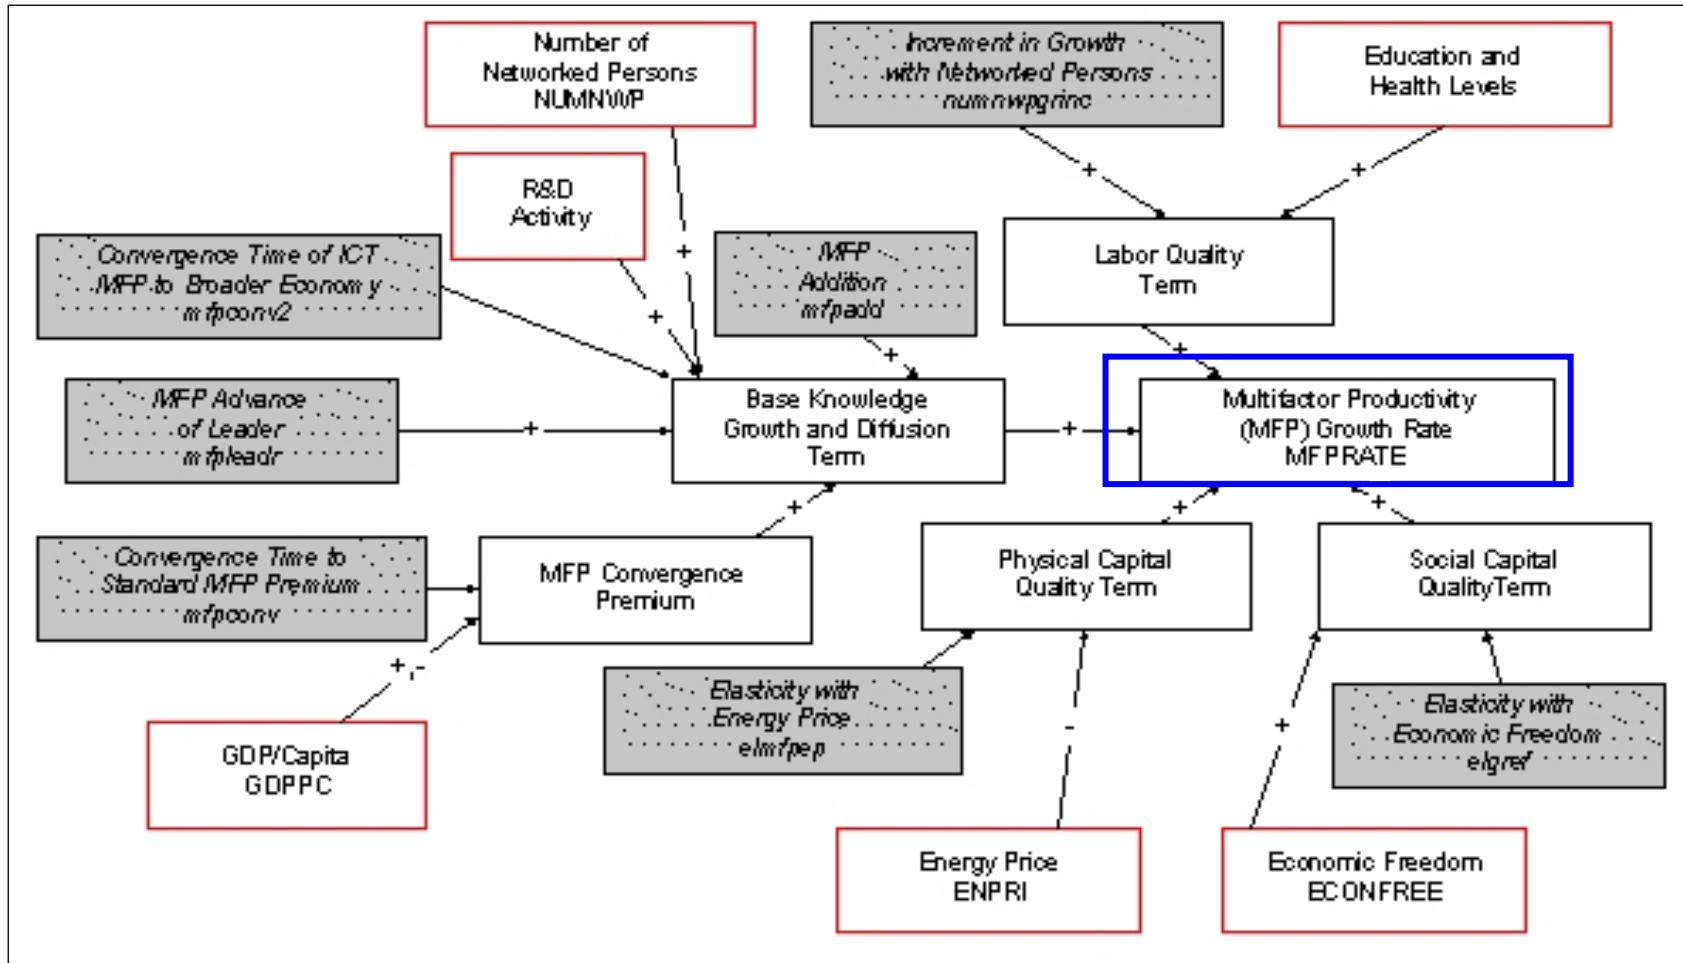 Number of
Networked Persons
NUMNWP
Increment in Growth
with Networked Persons
numnwpgrinc
Education and
Health Levels
R&D
Activity
Convergence Time of ICT
MFP to Broader Economy
mfpconv2
MFP
Addition
mfpadd
Labor Quality
Term
+
+
+
+
+
+
MFP Advance
of Leader
mfpleadr
+
Base Knowledge
Growth and Diffusion
Term
+
Multifactor Productivity
(MFP) Growth Rate
MFPRATE
+
+
+
Convergence Time to
Standard MFP Premium
mfpconv
MFP Convergence
Premium
Physical Capital
Quality Term
Social Capital
QualityTerm
+,-
Elasticity with
Energy Price
elmfpep
-
+
Elasticity with
Economic Freedom
elgref
GDP/Capita
GDPPC
Energy Price
ENPRI
Economic Freedom
ECONFREE